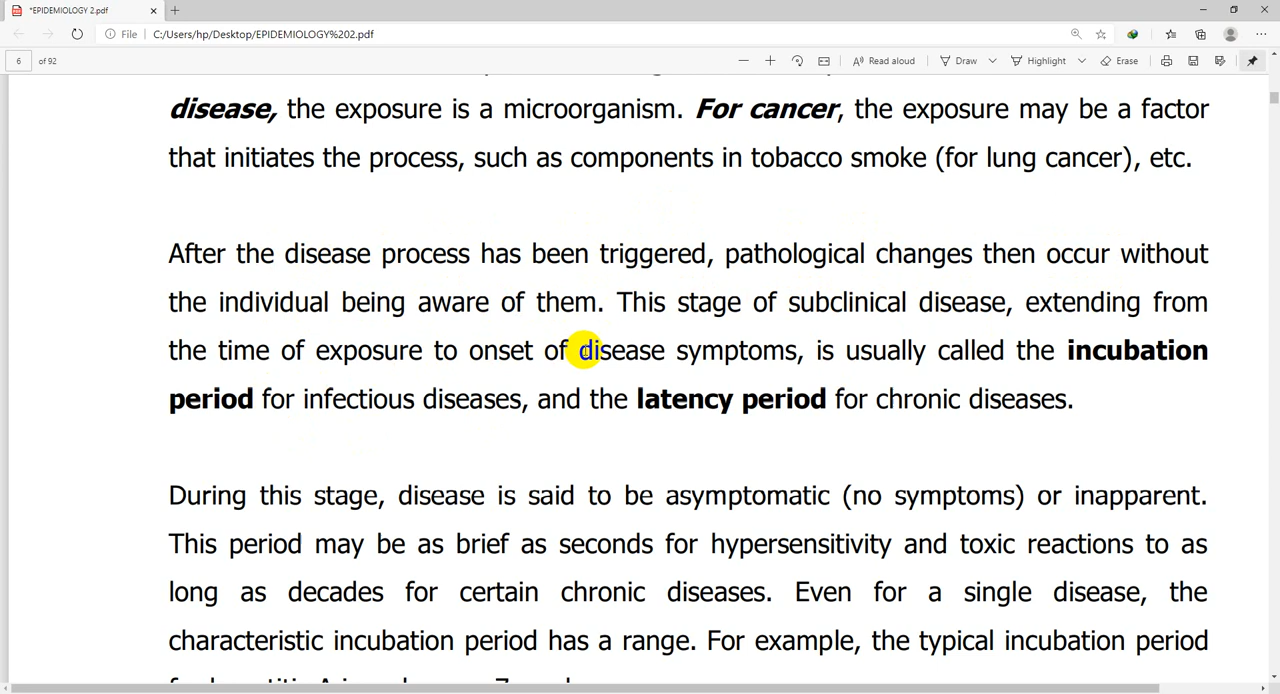 *EPIDEMIOLOGY 2.pdf
File C:/Users/hp/Desktop/EPIDEMIOLOGY%202.pdf
6 of 92 Read aloud Draw Highlight Erase
disease, the exposure is a microorganism. For cancer, the exposure may be a factor
that initiates the process, such as components in tobacco smoke (for lung cancer), etc.
After the disease process has been triggered, pathological changes then occur without
the individual being aware of them. This stage of subclinical disease, extending from
the time of exposure to onset of disease symptoms, is usually called the incubation
period for infectious diseases, and the latency period for chronic diseases.
During this stage, disease is said to be asymptomatic (no symptoms) or inapparent.
This period may be as brief as seconds for hypersensitivity and toxic reactions to as
long as decades for certain chronic diseases. Even for a single disease, the
characteristic incubation period has a range. For example, the typical incubation period